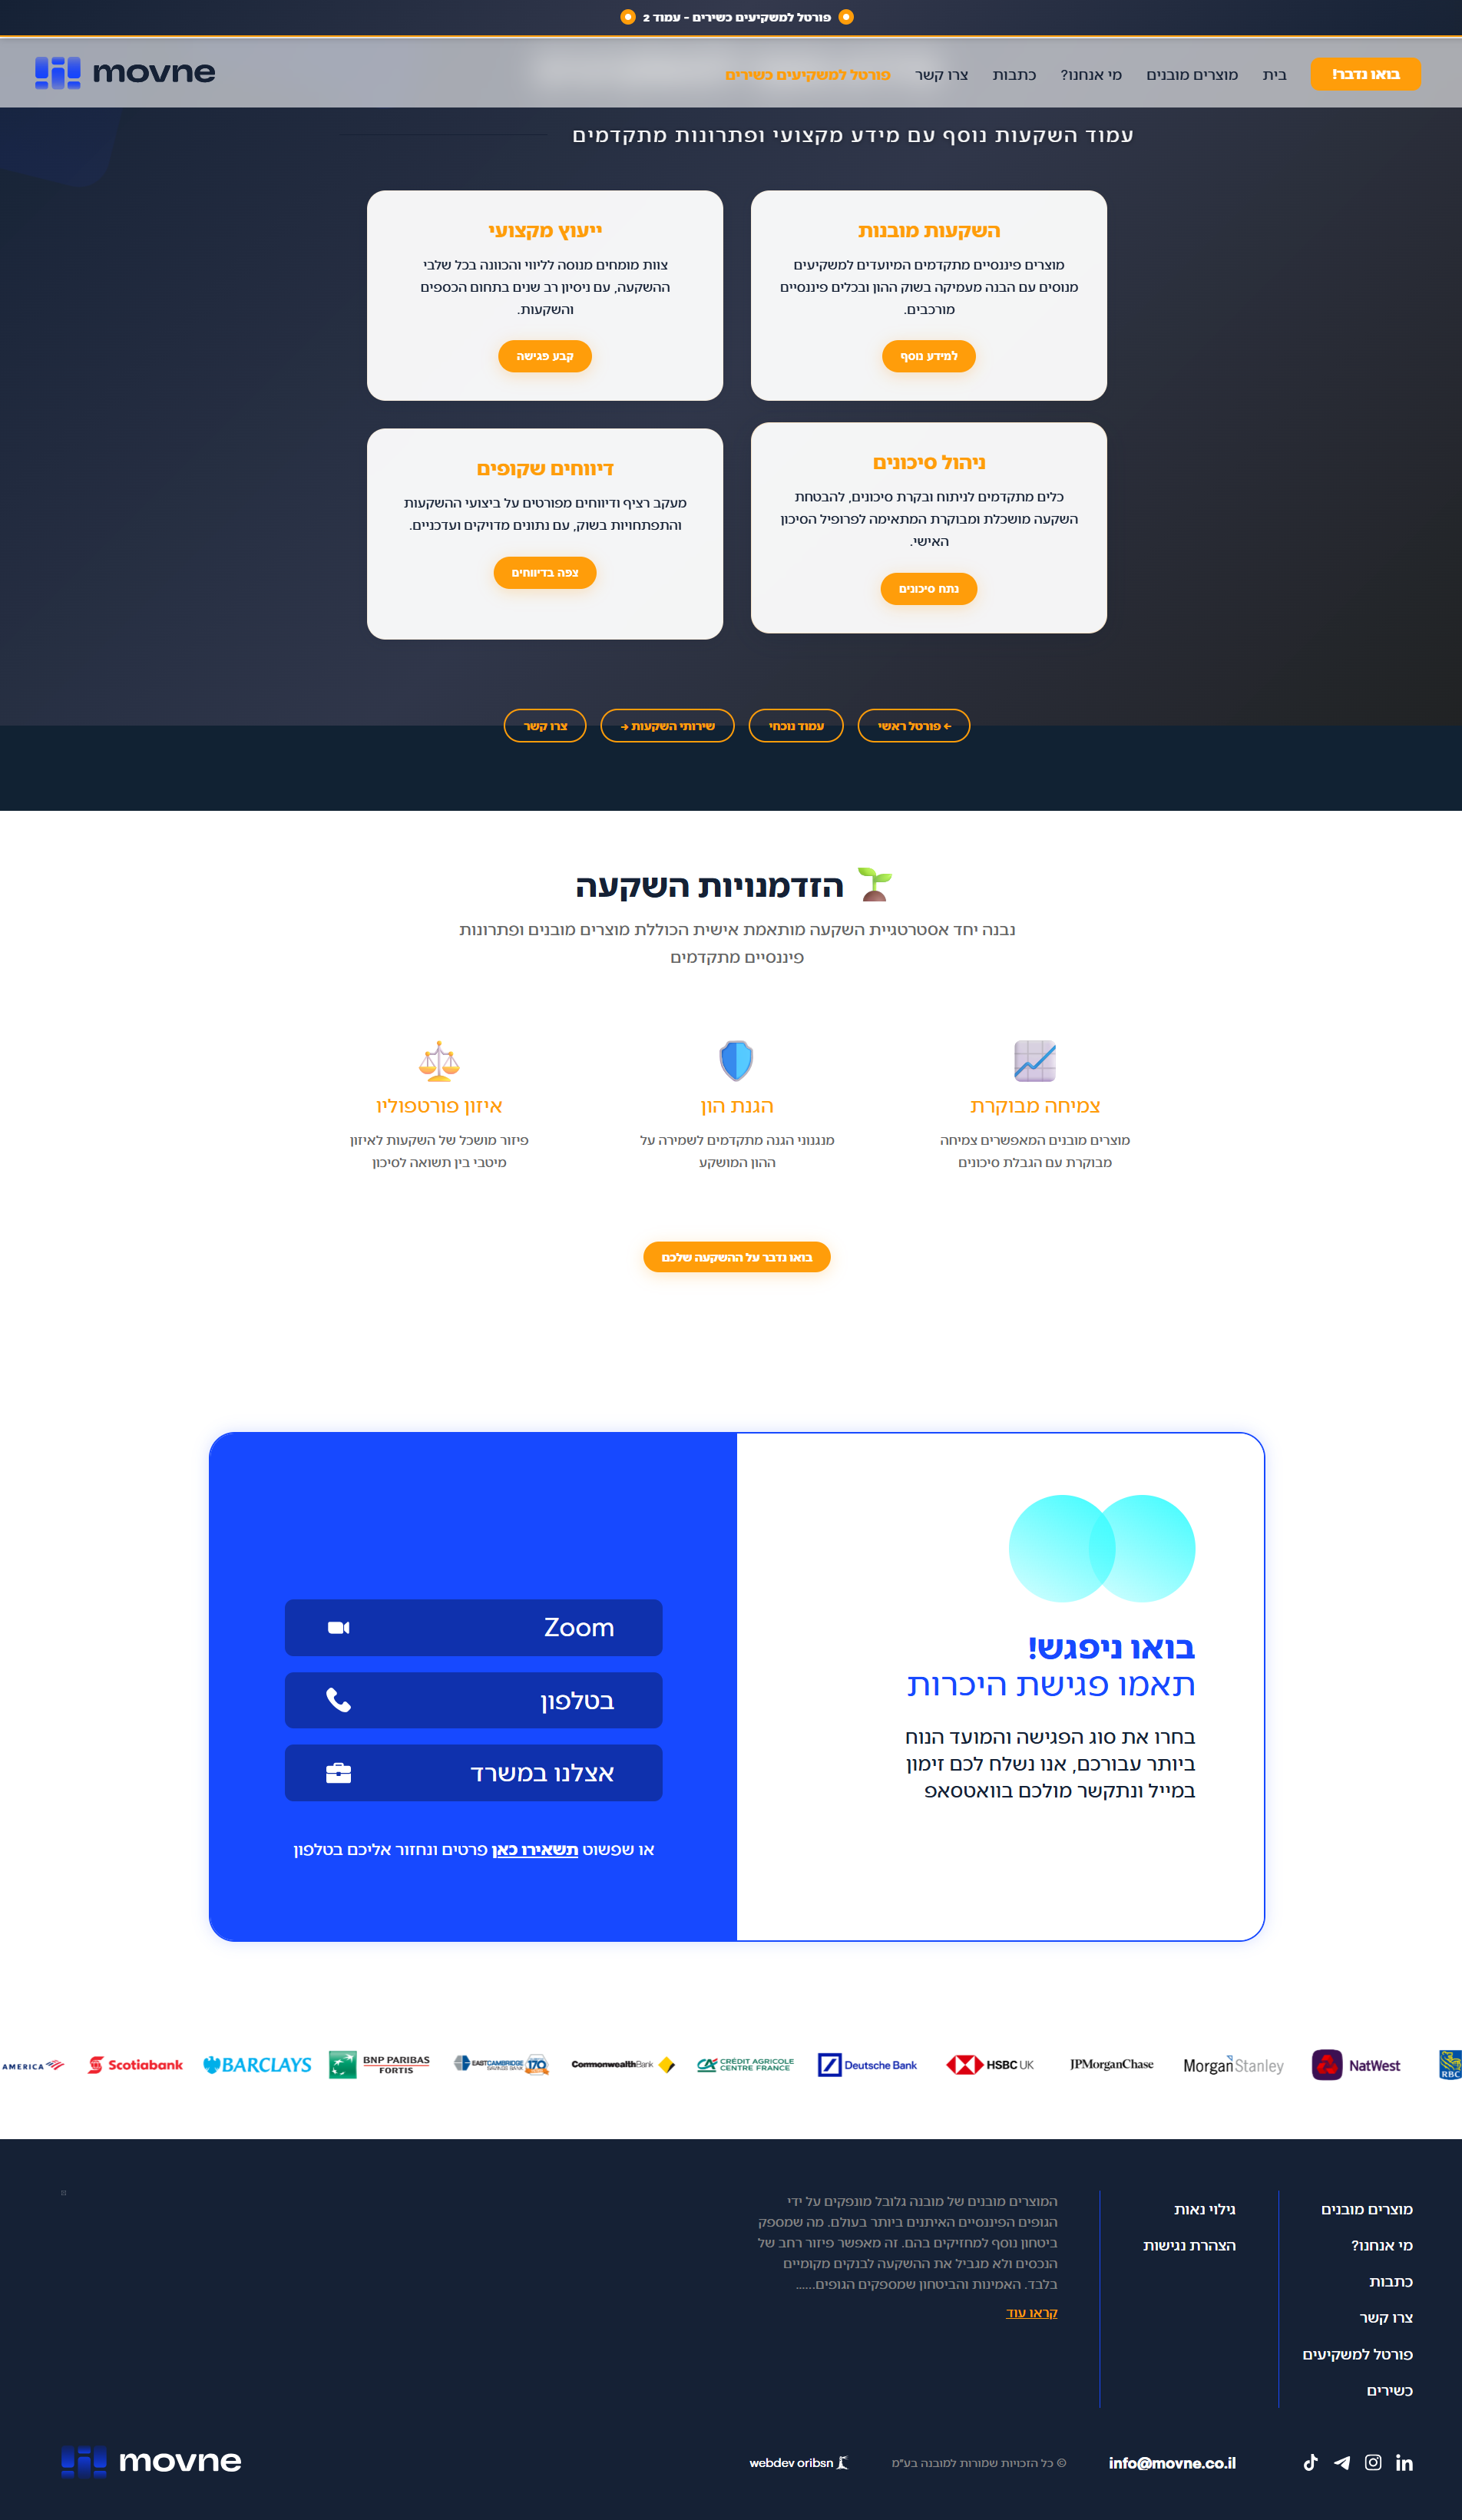 פורטל למשקיעים כשירים - עמוד 2
בואו נדבר!
בית
מוצרים מובנים
מי אנחנו?
כתבות
צרו קשר
פורטל למשקיעים כשירים
movne
עמוד השקעות נוסף עם מידע מקצועי ופתרונות מתקדמים
השקעות מובנות
מוצרים פיננסיים מתקדמים המיועדים למשקיעים
מנוסים עם הבנה מעמיקה בשוק ההון ובכלים פיננסיים
מורכבים.
למידע נוסף
ייעוץ מקצועי
צוות מומחים מנוסה לליווי והכוונה בכל שלבי
ההשקעה, עם ניסיון רב שנים בתחום הכספים
והשקעות.
קבע פגישה
ניהול סיכונים
כלים מתקדמים לניתוח ובקרת סיכונים, להבטחת
השקעה מושכלת ומבוקרת המתאימה לפרופיל הסיכון
האישי.
נתח סיכונים
דיווחים שקופים
מעקב רציף ודיווחים מפורטים על ביצועי ההשקעות
והתפתחויות בשוק, עם נתונים מדויקים ועדכניים.
צפה בדיווחים
← פורטל ראשי
עמוד נוכחי
שירותי השקעות →
צרו קשר
הזדמנויות השקעה
נבנה יחד אסטרטגיית השקעה מותאמת אישית הכוללת מוצרים מובנים ופתרונות
פיננסיים מתקדמים
צמיחה מבוקרת
מוצרים מובנים המאפשרים צמיחה
מבוקרת עם הגבלת סיכונים
הגנת הון
מנגנוני הגנה מתקדמים לשמירה על
ההון המושקע
איזון פורטפוליו
פיזור מושכל של השקעות לאיזון
מיטבי בין תשואה לסיכון
בואו נדבר על ההשקעה שלכם
בואו ניפגש!
תאמו פגישת היכרות
בחרו את סוג הפגישה והמועד הנוח
ביותר עבורכם, אנו נשלח לכם זימון
במייל ונתקשר מולכם בוואטסאפ
Zoom
בטלפון
אצלנו במשרד
או שפשוט תשאירו כאן פרטים ונחזור אליכם בטלפון
AMERICA
Scotiabank
BARCLAYS
BNP PARIBAS
FORTIS
EASTCAMBRIDGE
SAVINGS BANK
170
CommonwealthBank
CRÉDIT AGRICOLE
CENTRE FRANCE
Deutsche Bank
HSBC UK
JPMorganChase
Morgan Stanley
NatWest
RBC
מוצרים מובנים
מי אנחנו?
כתבות
צרו קשר
פורטל למשקיעים
כשירים
גילוי נאות
הצהרת נגישות
המוצרים מובנים של מובנה גלובל מונפקים על ידי
הגופים הפיננסיים האיתנים ביותר בעולם. מה שמספק
ביטחון נוסף למחזיקים בהם. זה מאפשר פיזור רחב של
הנכסים ולא מגביל את ההשקעה לבנקים מקומיים
בלבד. האמינות והביטחון שמספקים הגופים......
קראו עוד
info@movne.co.il
© כל הזכויות שמורות למובנה בע"מ
webdev oribsn
movne